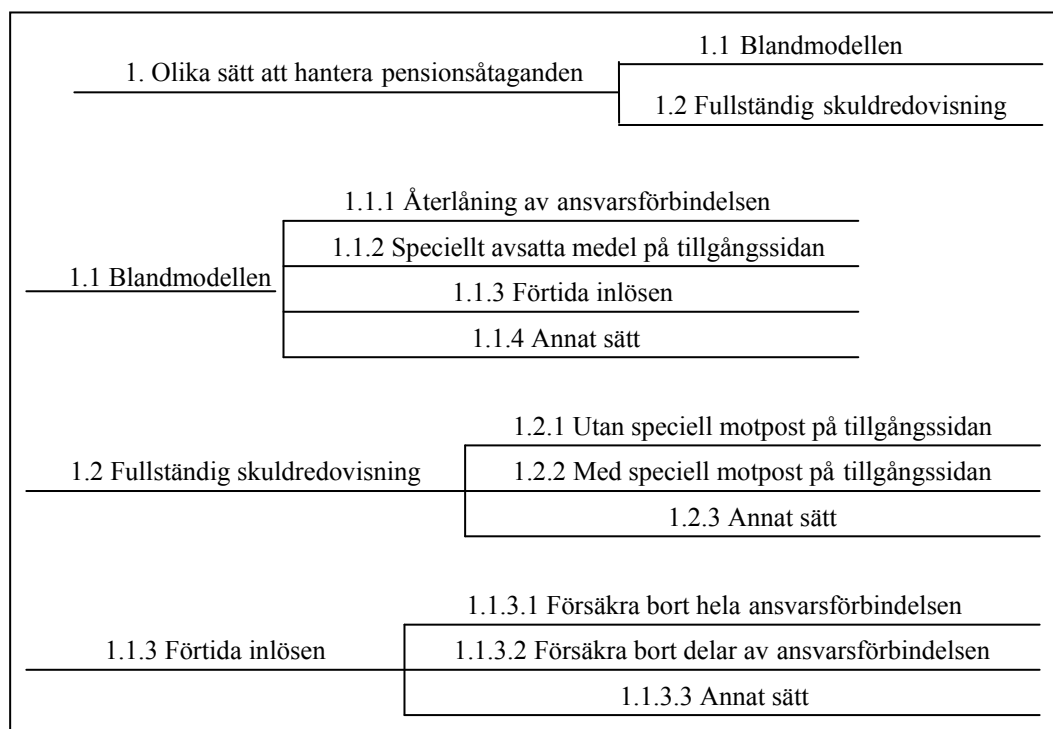 1. Olika sätt att hantera pensionsåtaganden
1.1 Blandmodellen
1.2 Fullständig skuldredovisning
1.1 Blandmodellen
1.1.1 Återlåning av ansvarsförbindelsen
1.1.2 Speciellt avsatta medel på tillgångssidan
1.1.3 Förtida inlösen
1.1.4 Annat sätt
1.2 Fullständig skuldredovisning
1.2.1 Utan speciell motpost på tillgångssidan
1.2.2 Med speciell motpost på tillgångssidan
1.2.3 Annat sätt
1.1.3 Förtida inlösen
1.1.3.1 Försäkra bort hela ansvarsförbindelsen
1.1.3.2 Försäkra bort delar av ansvarsförbindelsen
1.1.3.3 Annat sätt